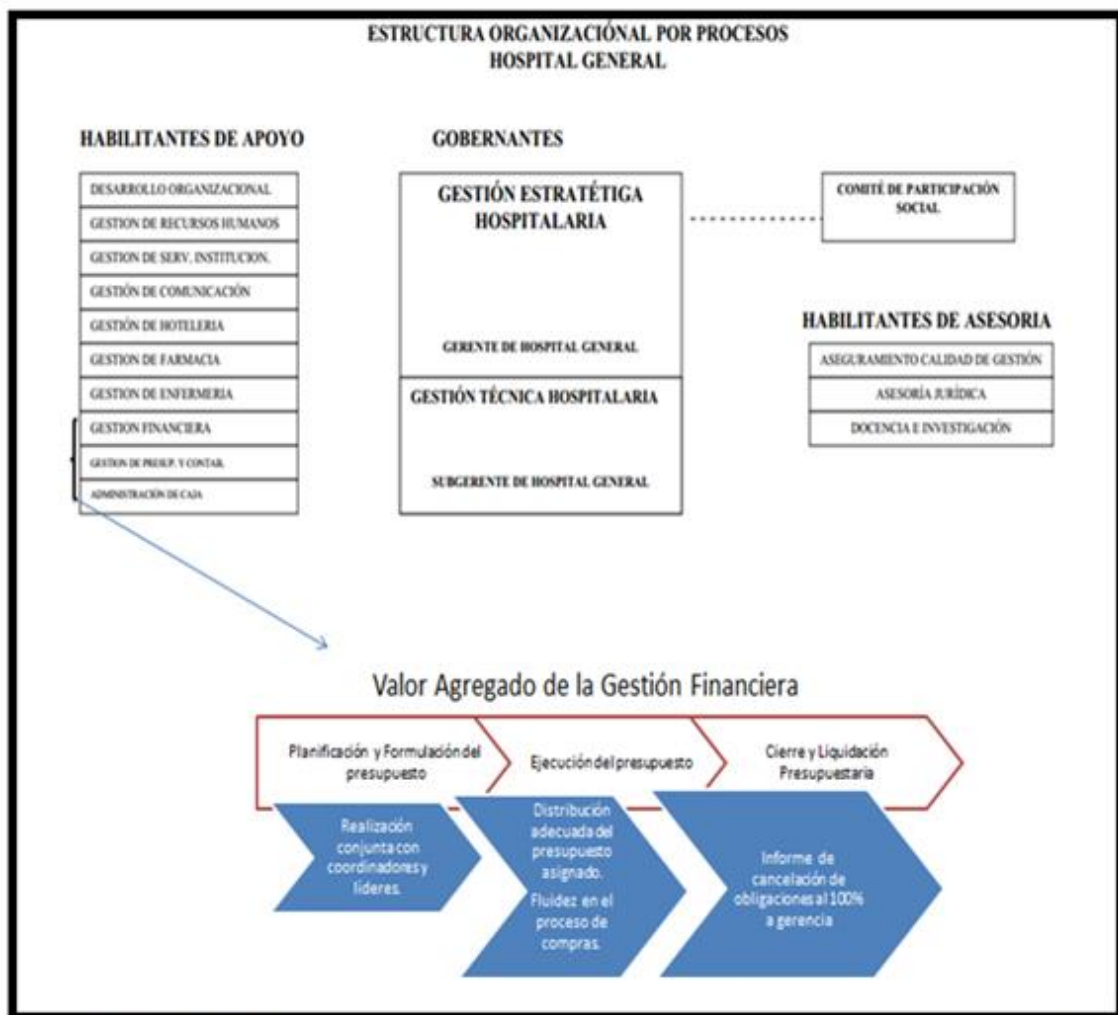 ESTRUCTURA ORGANIZACIÓNAL POR PROCESOS
HOSPITAL GENERAL
HABILITANTES DE APOYO
DESARROLLO ORGANIZACIONAL
GESTION DE RECURSOS HUMANOS
GESTION DE SERV. INSTITUCION.
GESTIÓN DE COMUNICACIÓN
GESTIÓN DE HOTELERIA
GESTION DE FARMACIA
GESTION DE ENFERMERIA
GESTION FINANCIERA
GESTION DE PRESUP. Y CONTAB.
ADMINISTRACIÓN DE CAJA
GOBERNANTES
GESTIÓN ESTRATÉTIGA
HOSPITALARIA
GERENTE DE HOSPITAL GENERAL
GESTIÓN TÉCNICA HOSPITALARIA
SUBGERENTE DE HOSPITAL GENERAL
COMITÉ DE PARTICIPACIÓN
SOCIAL
HABILITANTES DE ASESORIA
ASEGURAMIENTO CALIDAD DE GESTIÓN
ASESORÍA JURÍDICA
DOCENCIA E INVESTIGACIÓN
Valor Agregado de la Gestión Financiera
Planificación y Formulación del
presupuesto
Ejecución del presupuesto
Cierre y Liquidación
Presupuestaria
Realización
conjunta con
coordinadores y
líderes.
Distribución
adecuada del
presupuesto
asignado.
Fluidez en el
proceso de
compras.
Informe de
cancelación de
obligaciones al 100%
a gerencia